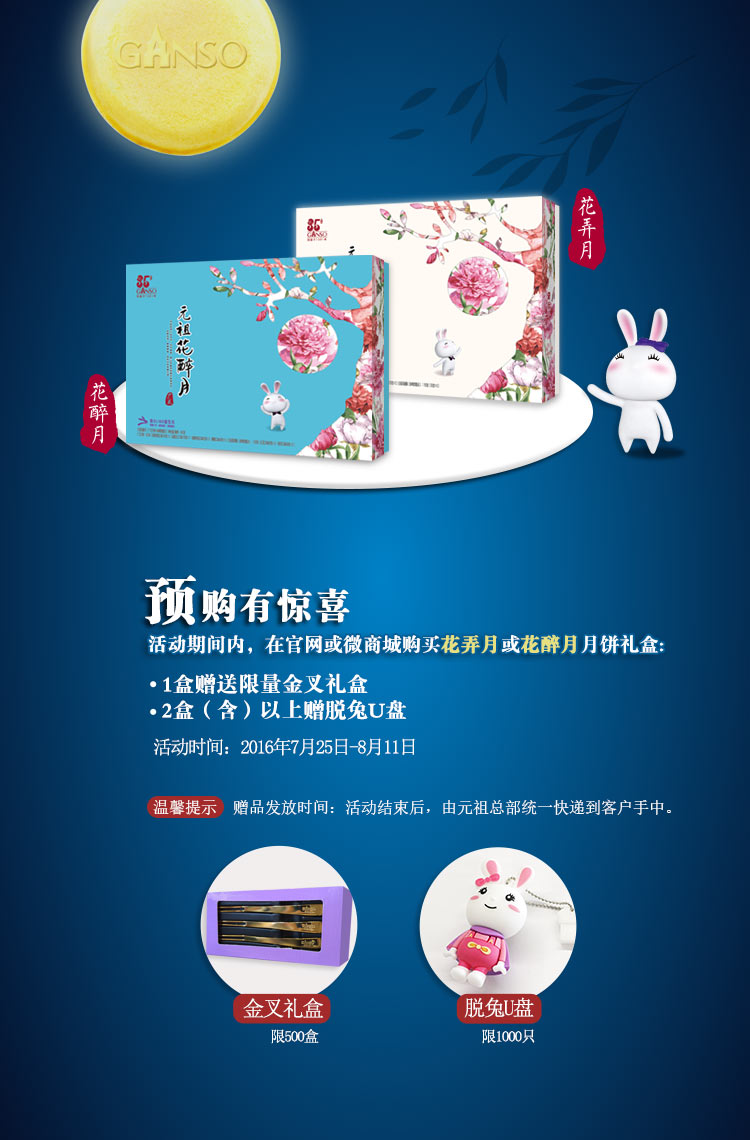 GANSO
花弄月
35
GANSO
元
35
GANSO
元祖花醉月
花醉月
预购有惊喜
活动期间内，在官网或微商城购买花弄月或花醉月月饼礼盒:
• 1盒赠送限量金叉礼盒
• 2盒（含）以上赠脱兔U盘
活动时间：2016年7月25日-8月11日
温馨提示 赠品发放时间：活动结束后，由元祖总部统一快递到客户手中。
金叉礼盒 脱兔U盘
限500盒 限1000只